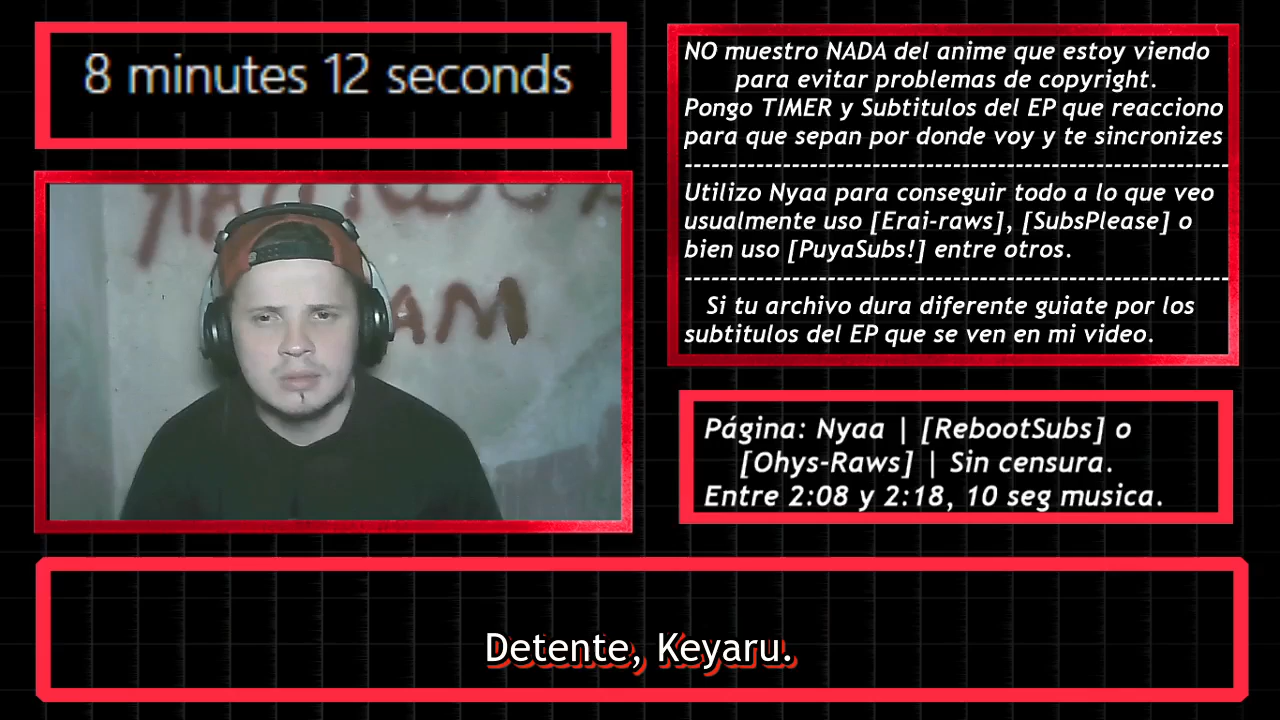 8 minutes 12 seconds
NO muestro NADA del anime que estoy viendo
para evitar problemas de copyright.
Pongo TIMER y Subtitulos del EP que reacciono
para que sepan por donde voy y te sincronizes
-------------------------------------------------------------
Utilizo Nyaa para conseguir todo a lo que veo
usualmente uso [Erai-raws], [SubsPlease] o
bien uso [PuyaSubs!] entre otros.
-------------------------------------------------------------
Si tu archivo dura diferente guiate por los
subtitulos del EP que se ven en mi video.
Página: Nyaa | [RebootSubs] o
[Ohys-Raws] | Sin censura.
Entre 2:08 y 2:18, 10 seg musica.
Detente, Keyaru.